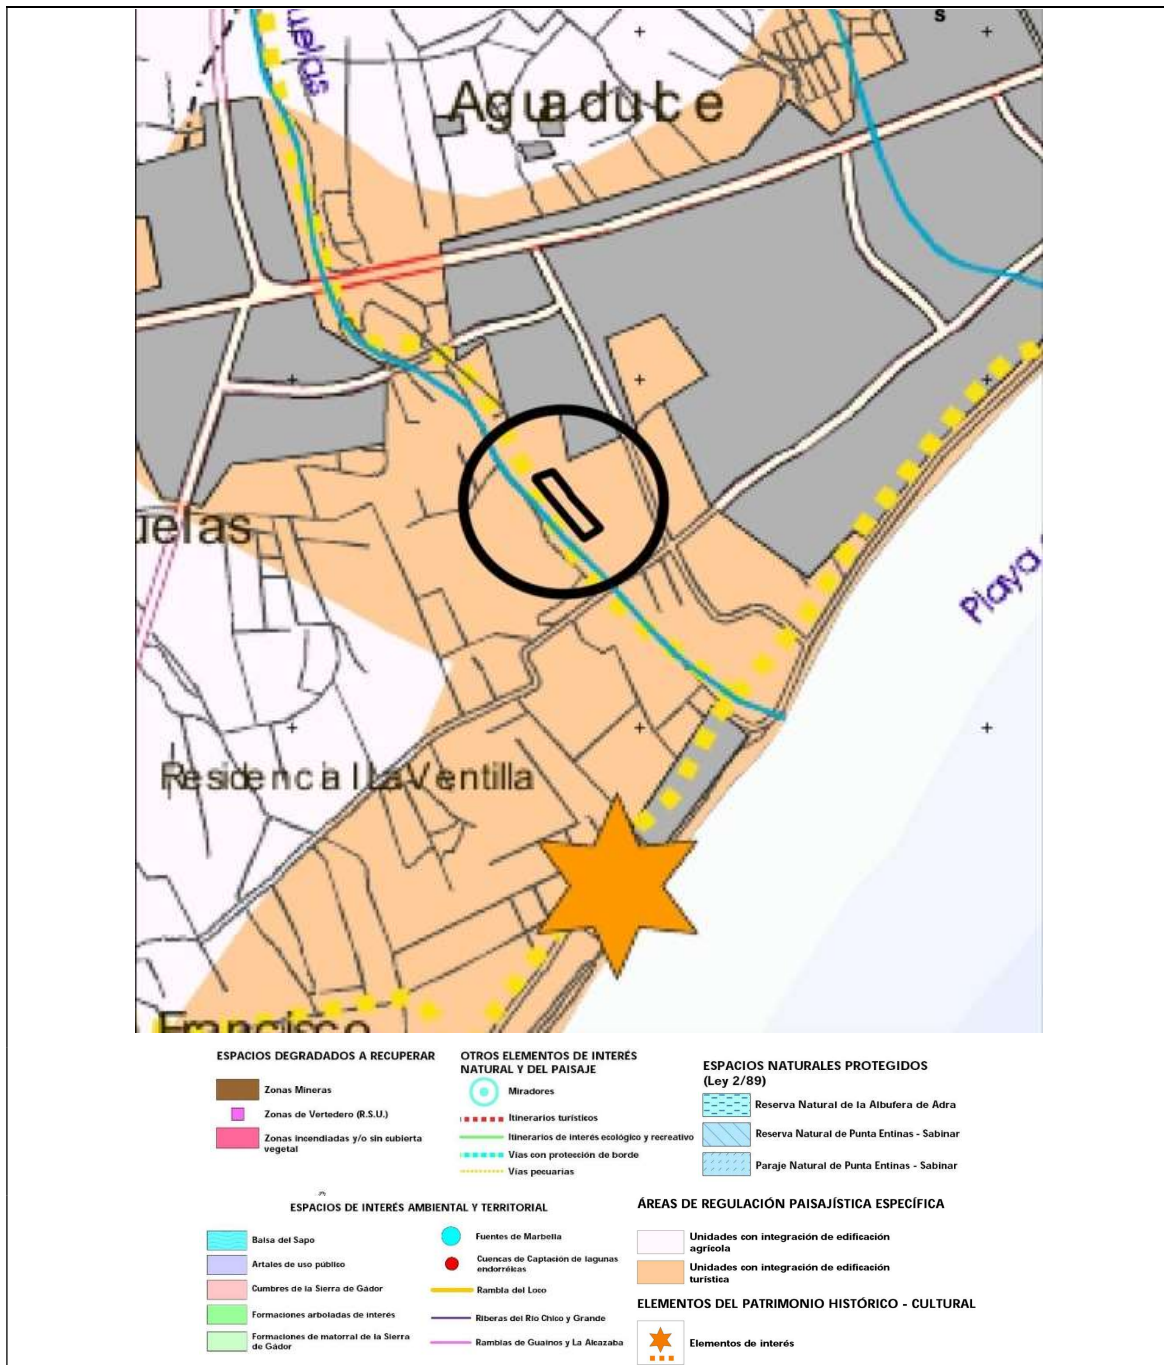 s
uelas
Aguadulce
uelas
Playa
Residencial La Ventilla
Francisco
ESPACIOS DEGRADADOS A RECUPERAR
Zonas Mineras
Zonas de Vertedero (R.S.U.)
Zonas incendiadas y/o sin cubierta
vegetal
OTROS ELEMENTOS DE INTERÉS
NATURAL Y DEL PAISAJE
Miradores
Itinerarios turísticos
Itinerarios de interés ecológico y recreativo
Vías con protección de borde
Vías pecuarias
ESPACIOS NATURALES PROTEGIDOS
(Ley 2/89)
Reserva Natural de la Albufera de Adra
Reserva Natural de Punta Entinas - Sabinar
Paraje Natural de Punta Entinas - Sabinar
ESPACIOS DE INTERÉS AMBIENTAL Y TERRITORIAL
Balsa del Sapo
Artales de uso público
Cumbres de la Sierra de Gádor
Formaciones arboladas de interés
Formaciones de matorral de la Sierra
de Gádor
Fuentes de Marbella
Cuencas de Captación de lagunas
endorréicas
Rambla del Loco
Riberas del Río Chico y Grande
Ramblas de Guainos y La Alcazaba
ÁREAS DE REGULACIÓN PAISAJÍSTICA ESPECÍFICA
Unidades con integración de edificación
agrícola
Unidades con integración de edificación
turística
ELEMENTOS DEL PATRIMONIO HISTÓRICO - CULTURAL
Elementos de interés